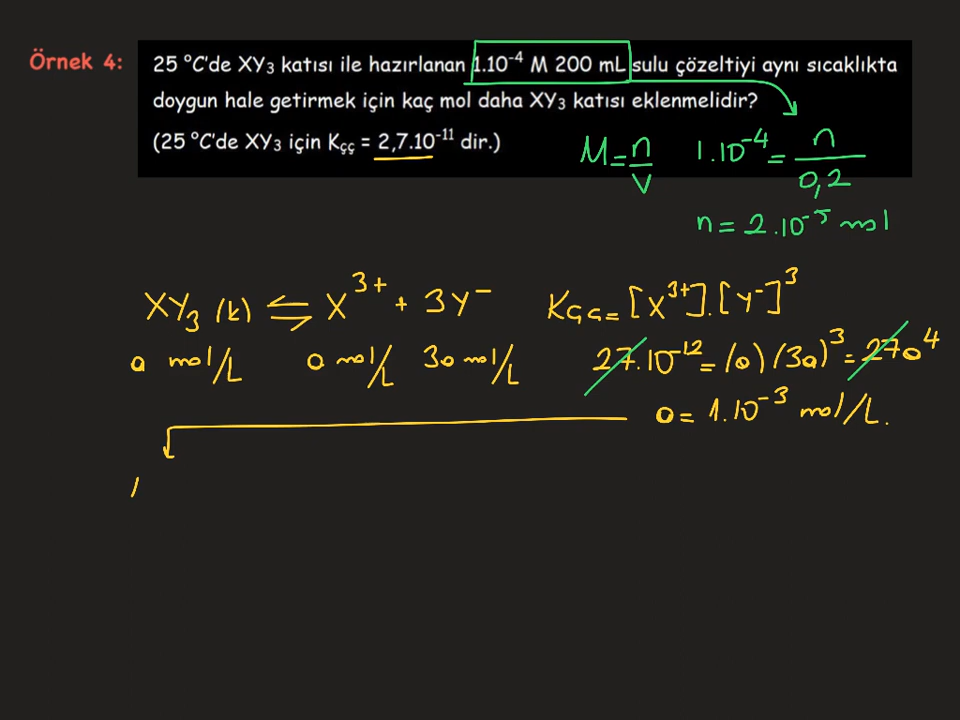 Örnek 4:
25 °C'de XY₃ katısı ile hazırlanan 1.10⁻⁴ M 200 mL sulu çözeltiyi aynı sıcaklıkta
doygun hale getirmek için kaç mol daha XY₃ katısı eklenmelidir?
(25 °C'de XY₃ için Kçç = 2,7.10⁻¹¹ dir.)
M = n/V 1.10⁻⁴ = n/0,2
n = 2.10⁻⁵ mol
XY₃ (k) ⇌ X³⁺ + 3Y⁻ Kçç = [X³⁺].[Y⁻]³
a mol/L a mol/L 3a mol/L 27.10⁻¹² = (a) (3a)³ = 27a⁴
a = 1.10⁻³ mol/L.